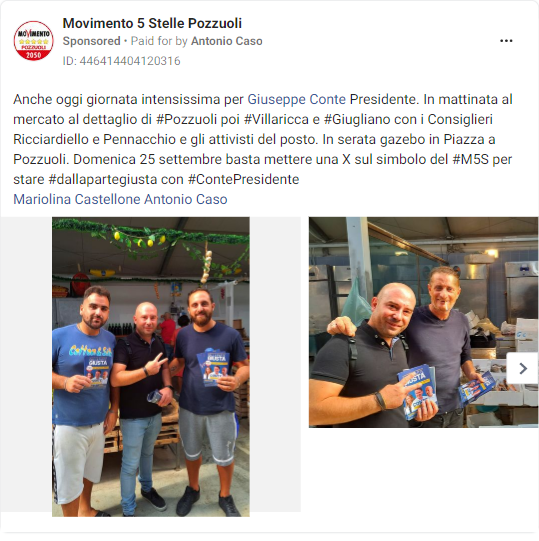 Movimento 5 Stelle Pozzuoli
Sponsored • Paid for by Antonio Caso
ID: 446414404120316
MOVIMENTO
POZZUOLI
2050
Anche oggi giornata intensissima per Giuseppe Conte Presidente. In mattinata al
mercato al dettaglio di #Pozzuoli poi #Villaricca e #Giugliano con i Consiglieri
Ricciardiello e Pennacchio e gli attivisti del posto. In serata gazebo in Piazza a
Pozzuoli. Domenica 25 settembre basta mettere una X sul simbolo del #M5S per
stare #dallapartegiusta con #ContePresidente
Mariolina Castellone Antonio Caso
GIUSTA
GIUSTA